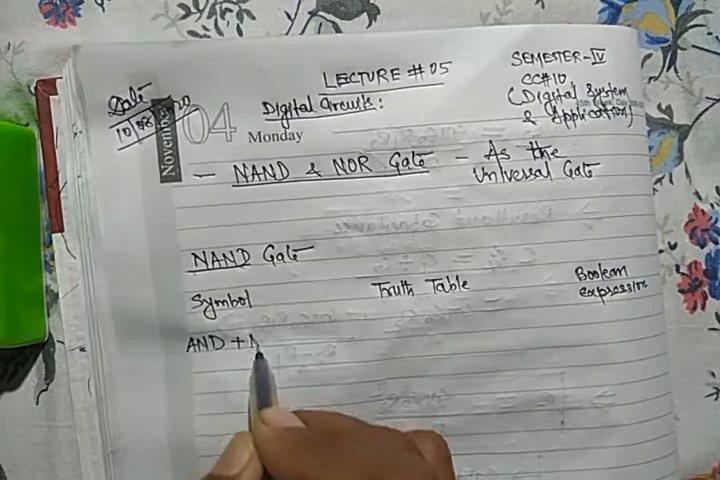 LECTURE # 05
SEMESTER - IV
CC#10
(Digital System
& Application)
Date
04
November
Monday
Digital Circuits:
- NAND & NOR Gate - As the
Universal Gate
NAND Gate
Symbol Truth Table Boolean
expression
AND +